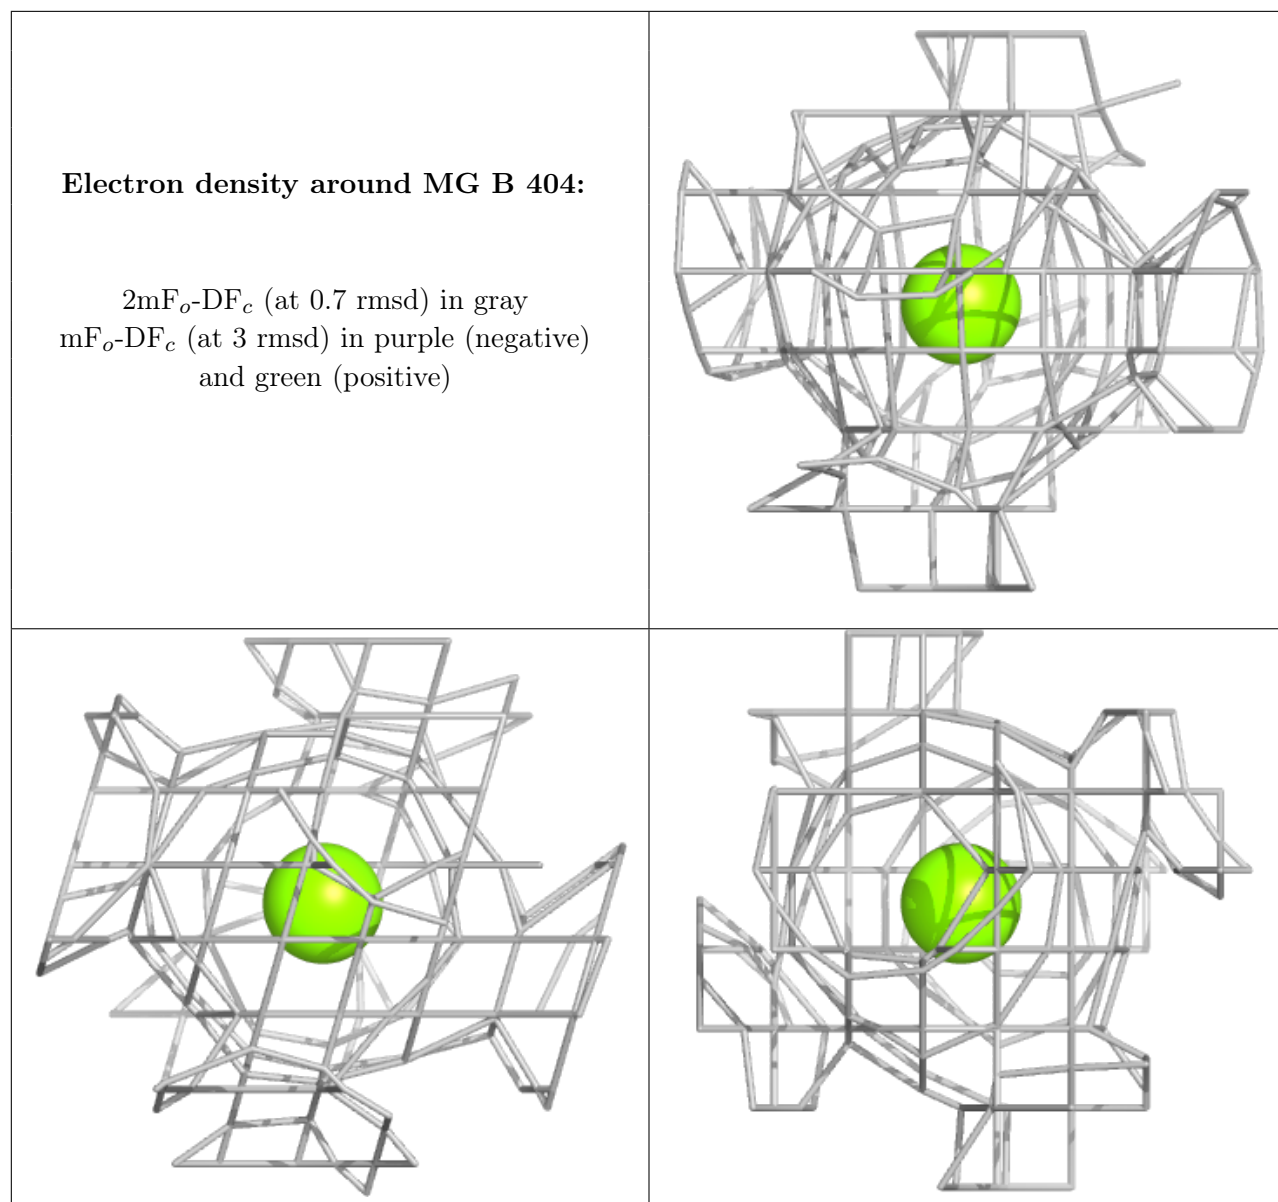 Electron density around MG B 404:
2mFo-DFc (at 0.7 rmsd) in gray
mFo-DFc (at 3 rmsd) in purple (negative)
and green (positive)